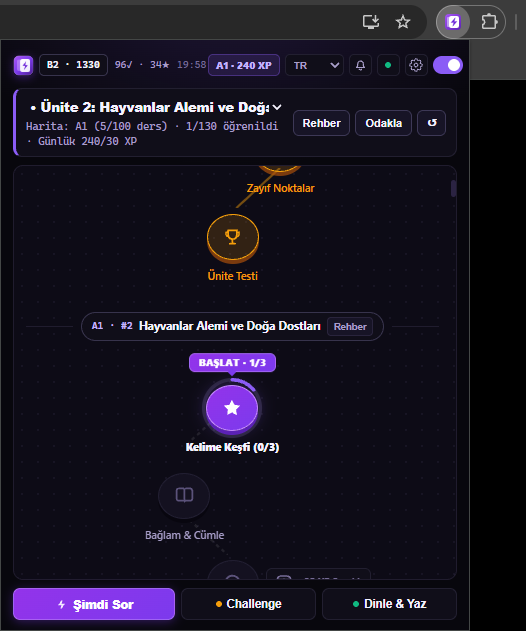 B2 · 1330 96✓ · 34★ 19:58 A1 · 240 XP TR
• Ünite 2: Hayvanlar Alemi ve Doğa
Harita: A1 (5/100 ders) · 1/130 öğrenildi
· Günlük 240/30 XP
Rehber Odakla ↺
Zayıf Noktalar
Ünite Testi
A1 · #2 Hayvanlar Alemi ve Doğa Dostları Rehber
BAŞLAT · 1/3
Kelime Keşfi (0/3)
Bağlam & Cümle
Şimdi Sor Challenge Dinle & Yaz